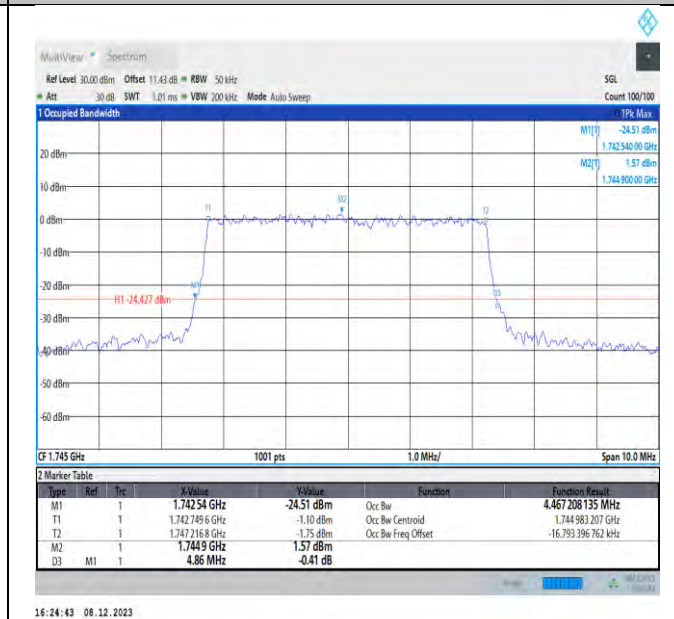 MultiView Spectrum
Ref Level 30.00 dBm Offset 11.43 dB RBW 50 kHz SGL
Att 30 dB SWT 1.01 ms VBW 200 kHz Mode Auto Sweep Count 100/100
1 Occupied Bandwidth 1Pk Max
M1[1] -24.51 dBm
1.742 540 00 GHz
20 dBm M2[1] 1.57 dBm
1.744 900 00 GHz
10 dBm
M2
T1 T2
0 dBm
-10 dBm
-20 dBm
M1 D3
H1 -24.427 dBm
-30 dBm
-40 dBm
-50 dBm
-60 dBm
CF 1.745 GHz 1001 pts 1.0 MHz/ Span 10.0 MHz
2 Marker Table
Type Ref Trc X-Value Y-Value Function Function Result
M1 1 1.742 54 GHz -24.51 dBm Occ Bw 4.467 208 135 MHz
T1 1 1.742 749 6 GHz -1.10 dBm Occ Bw Centroid 1.744 983 207 GHz
T2 1 1.747 216 8 GHz -1.75 dBm Occ Bw Freq Offset -16.793 396 762 kHz
M2 1 1.744 9 GHz 1.57 dBm
D3 M1 1 4.86 MHz -0.41 dB
16:24:43 08.12.2023